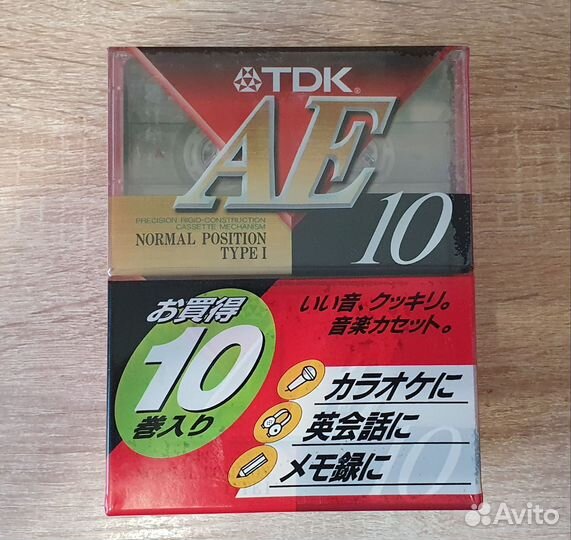 TDK®
AE
10
PRECISION RIGID-CONSTRUCTION
CASSETTE MECHANISM
NORMAL POSITION
TYPE I
お買得
10
巻入り
いい音、クッキリ。
音楽カセット。
カラオケに
英会話に
メモ録に
10
Avito